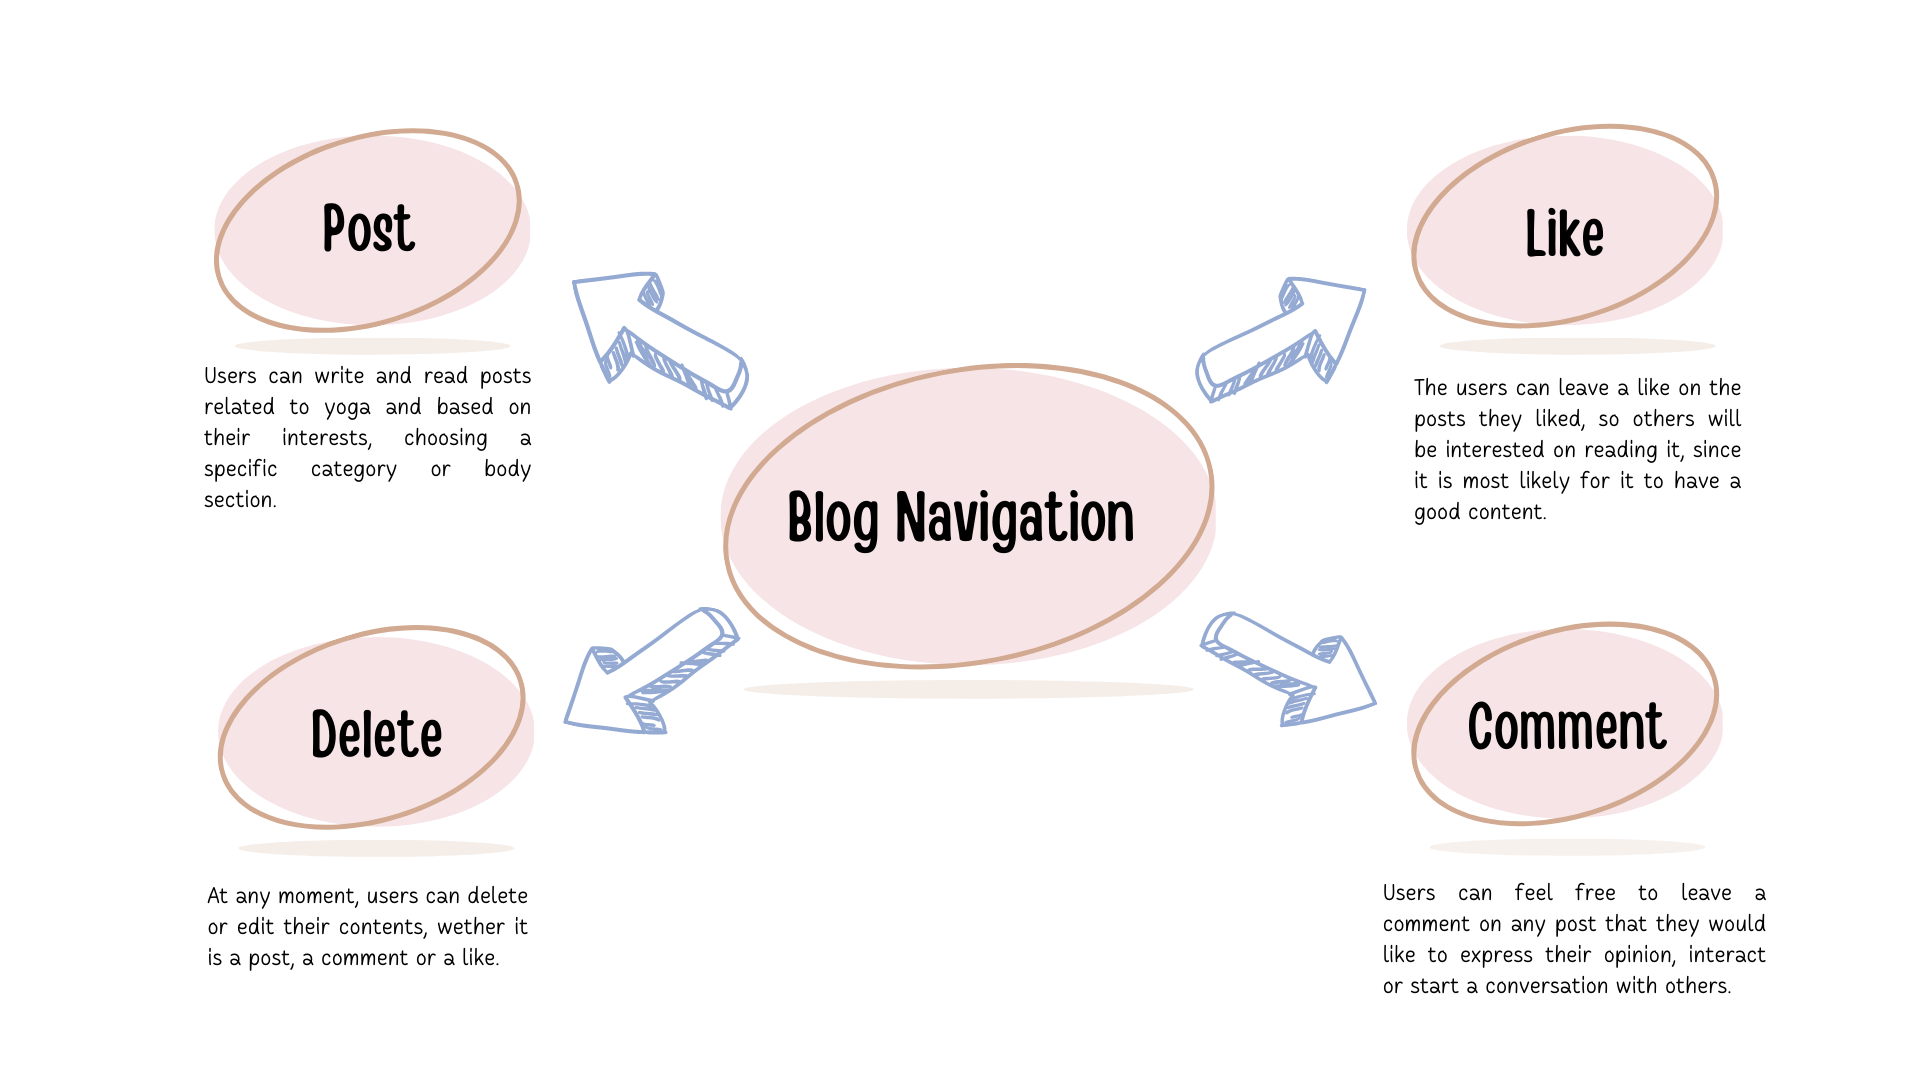 Post
Users can write and read posts
related to yoga and based on
their interests, choosing a
specific category or body
section.
Like
The users can leave a like on the
posts they liked, so others will
be interested on reading it, since
it is most likely for it to have a
good content.
Blog Navigation
Delete
At any moment, users can delete
or edit their contents, wether it
is a post, a comment or a like.
Comment
Users can feel free to leave a
comment on any post that they would
like to express their opinion, interact
or start a conversation with others.